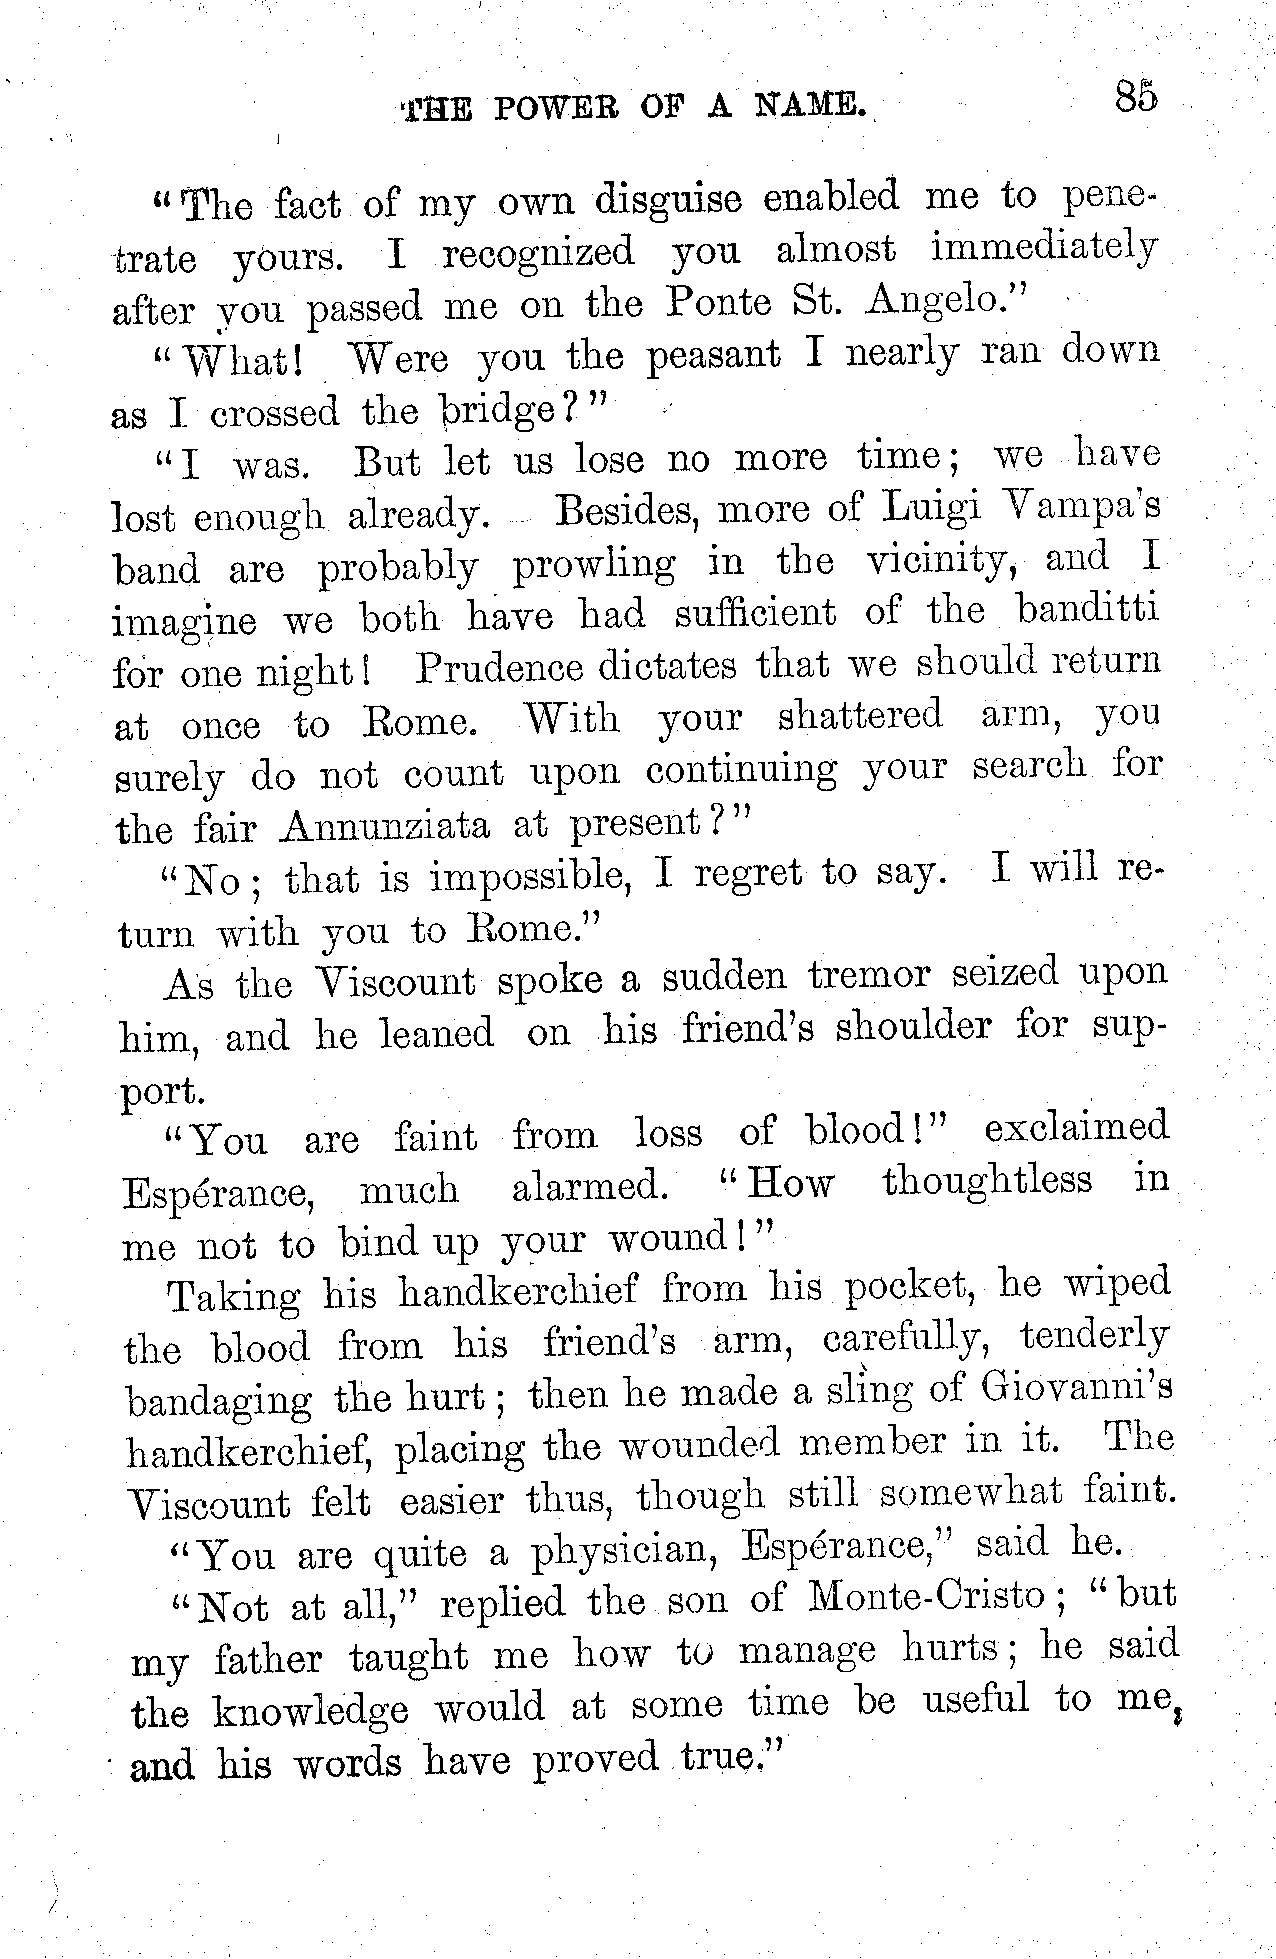 THE POWER OF A NAME. 85
"The fact of my own disguise enabled me to pene-
trate yours. I recognized you almost immediately
after you passed me on the Ponte St. Angelo."
"What! Were you the peasant I nearly ran down
as I crossed the bridge?"
"I was. But let us lose no more time; we have
lost enough already. Besides, more of Luigi Vampa's
band are probably prowling in the vicinity, and I
imagine we both have had sufficient of the banditti
for one night! Prudence dictates that we should return
at once to Rome. With your shattered arm, you
surely do not count upon continuing your search for
the fair Annunziata at present?"
"No; that is impossible, I regret to say. I will re-
turn with you to Rome."
As the Viscount spoke a sudden tremor seized upon
him, and he leaned on his friend's shoulder for sup-
port.
"You are faint from loss of blood!" exclaimed
Espérance, much alarmed. "How thoughtless in
me not to bind up your wound!"
Taking his handkerchief from his pocket, he wiped
the blood from his friend's arm, carefully, tenderly
bandaging the hurt; then he made a sling of Giovanni's
handkerchief, placing the wounded member in it. The
Viscount felt easier thus, though still somewhat faint.
"You are quite a physician, Espérance," said he.
"Not at all," replied the son of Monte-Cristo; "but
my father taught me how to manage hurts; he said
the knowledge would at some time be useful to me,
and his words have proved true."